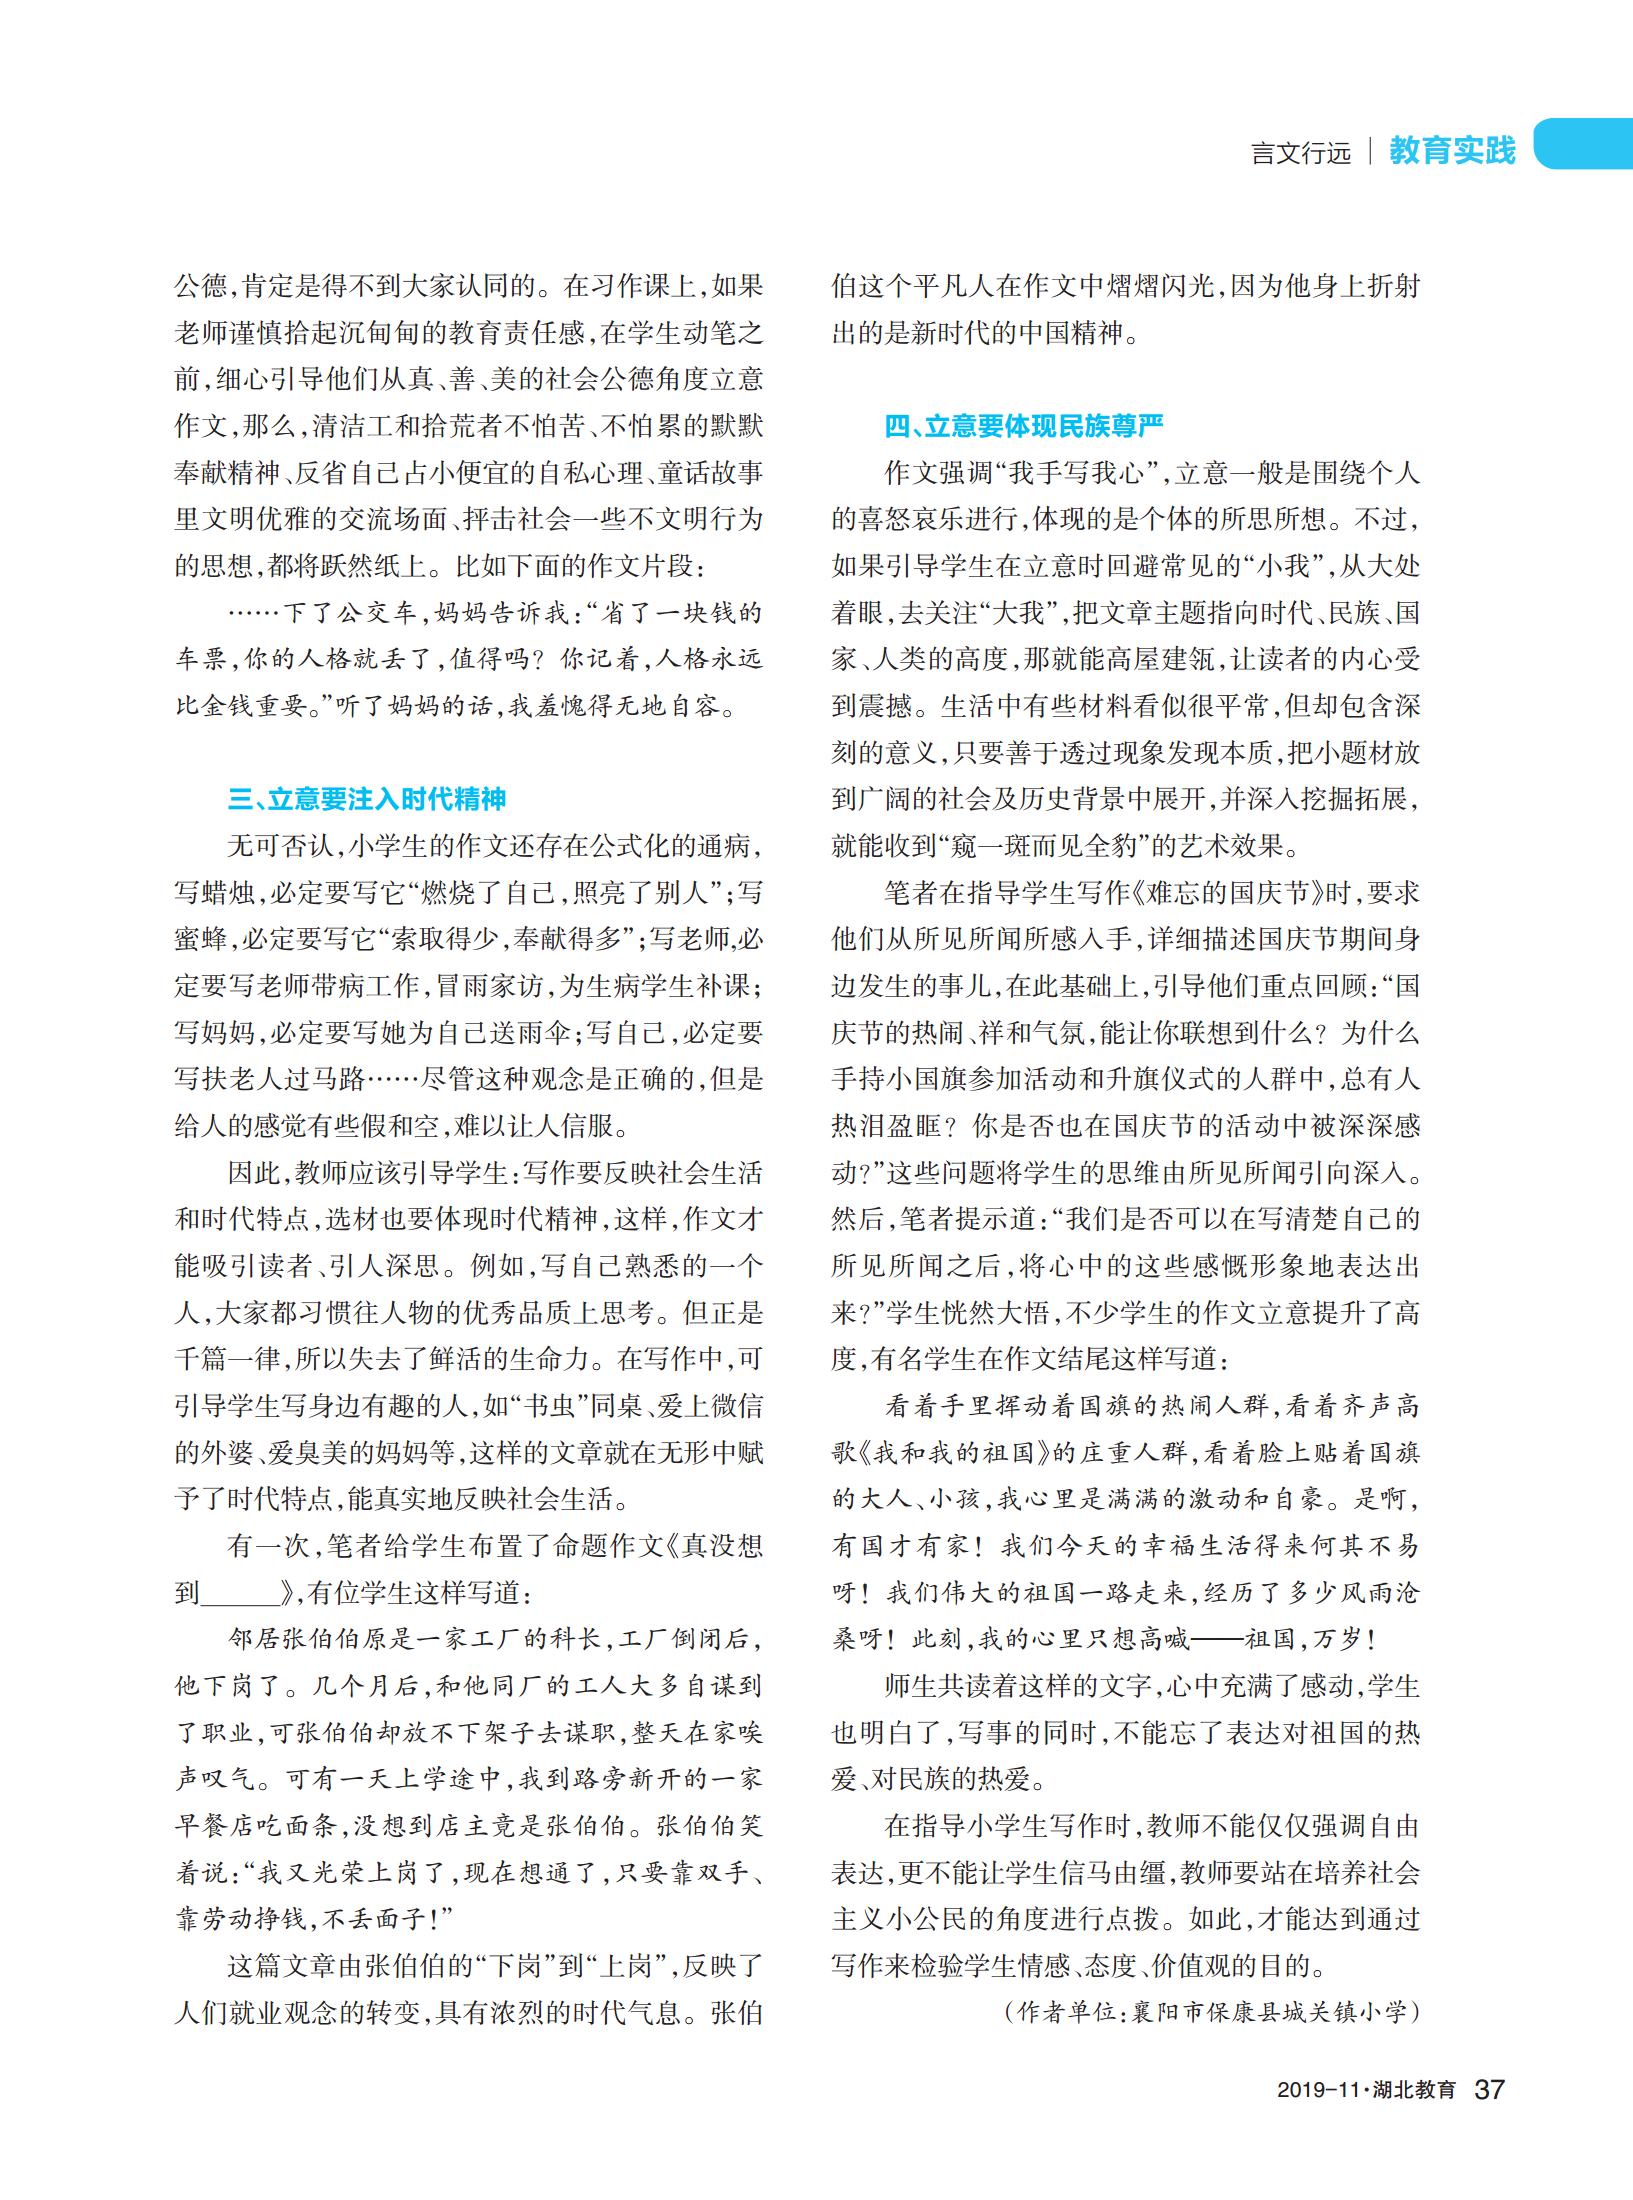 言文行远｜教育实践
公德,肯定是得不到大家认同的。在习作课上,如果
老师谨慎拾起沉甸甸的教育责任感,在学生动笔之
前,细心引导他们从真、善、美的社会公德角度立意
作文,那么,清洁工和拾荒者不怕苦、不怕累的默默
奉献精神、反省自己占小便宜的自私心理、童话故事
里文明优雅的交流场面、抨击社会一些不文明行为
的思想,都将跃然纸上。比如下面的作文片段：
……下了公交车,妈妈告诉我：“省了一块钱的
车票,你的人格就丢了,值得吗？你记着,人格永远
比金钱重要。”听了妈妈的话,我羞愧得无地自容。
三、立意要注入时代精神
无可否认,小学生的作文还存在公式化的通病,
写蜡烛,必定要写它“燃烧了自己,照亮了别人”；写
蜜蜂,必定要写它“索取得少,奉献得多”；写老师,必
定要写老师带病工作,冒雨家访,为生病学生补课；
写妈妈,必定要写她为自己送雨伞；写自己,必定要
写扶老人过马路……尽管这种观念是正确的,但是
给人的感觉有些假和空,难以让人信服。
因此,教师应该引导学生：写作要反映社会生活
和时代特点,选材也要体现时代精神,这样,作文才
能吸引读者、引人深思。例如,写自己熟悉的一个
人,大家都习惯往人物的优秀品质上思考。但正是
千篇一律,所以失去了鲜活的生命力。在写作中,可
引导学生写身边有趣的人,如“书虫”同桌、爱上微信
的外婆、爱臭美的妈妈等,这样的文章就在无形中赋
予了时代特点,能真实地反映社会生活。
有一次,笔者给学生布置了命题作文《真没想
到______》,有位学生这样写道：
邻居张伯伯原是一家工厂的科长,工厂倒闭后,
他下岗了。几个月后,和他同厂的工人大多自谋到
了职业,可张伯伯却放不下架子去谋职,整天在家唉
声叹气。可有一天上学途中,我到路旁新开的一家
早餐店吃面条,没想到店主竟是张伯伯。张伯伯笑
着说：“我又光荣上岗了,现在想通了,只要靠双手、
靠劳动挣钱,不丢面子！”
这篇文章由张伯伯的“下岗”到“上岗”,反映了
人们就业观念的转变,具有浓烈的时代气息。张伯
伯这个平凡人在作文中熠熠闪光,因为他身上折射
出的是新时代的中国精神。
四、立意要体现民族尊严
作文强调“我手写我心”,立意一般是围绕个人
的喜怒哀乐进行,体现的是个体的所思所想。不过,
如果引导学生在立意时回避常见的“小我”,从大处
着眼,去关注“大我”,把文章主题指向时代、民族、国
家、人类的高度,那就能高屋建瓴,让读者的内心受
到震撼。生活中有些材料看似很平常,但却包含深
刻的意义,只要善于透过现象发现本质,把小题材放
到广阔的社会及历史背景中展开,并深入挖掘拓展,
就能收到“窥一斑而见全豹”的艺术效果。
笔者在指导学生写作《难忘的国庆节》时,要求
他们从所见所闻所感入手,详细描述国庆节期间身
边发生的事儿,在此基础上,引导他们重点回顾：“国
庆节的热闹、祥和气氛,能让你联想到什么？为什么
手持小国旗参加活动和升旗仪式的人群中,总有人
热泪盈眶？你是否也在国庆节的活动中被深深感
动？”这些问题将学生的思维由所见所闻引向深入。
然后,笔者提示道：“我们是否可以在写清楚自己的
所见所闻之后,将心中的这些感慨形象地表达出
来？”学生恍然大悟,不少学生的作文立意提升了高
度,有名学生在作文结尾这样写道：
看着手里挥动着国旗的热闹人群,看着齐声高
歌《我和我的祖国》的庄重人群,看着脸上贴着国旗
的大人、小孩,我心里是满满的激动和自豪。是啊,
有国才有家！我们今天的幸福生活得来何其不易
呀！我们伟大的祖国一路走来,经历了多少风雨沧
桑呀！此刻,我的心里只想高喊——祖国,万岁！
师生共读着这样的文字,心中充满了感动,学生
也明白了,写事的同时,不能忘了表达对祖国的热
爱、对民族的热爱。
在指导小学生写作时,教师不能仅仅强调自由
表达,更不能让学生信马由缰,教师要站在培养社会
主义小公民的角度进行点拨。如此,才能达到通过
写作来检验学生情感、态度、价值观的目的。
（作者单位：襄阳市保康县城关镇小学）
2019-11·湖北教育 37